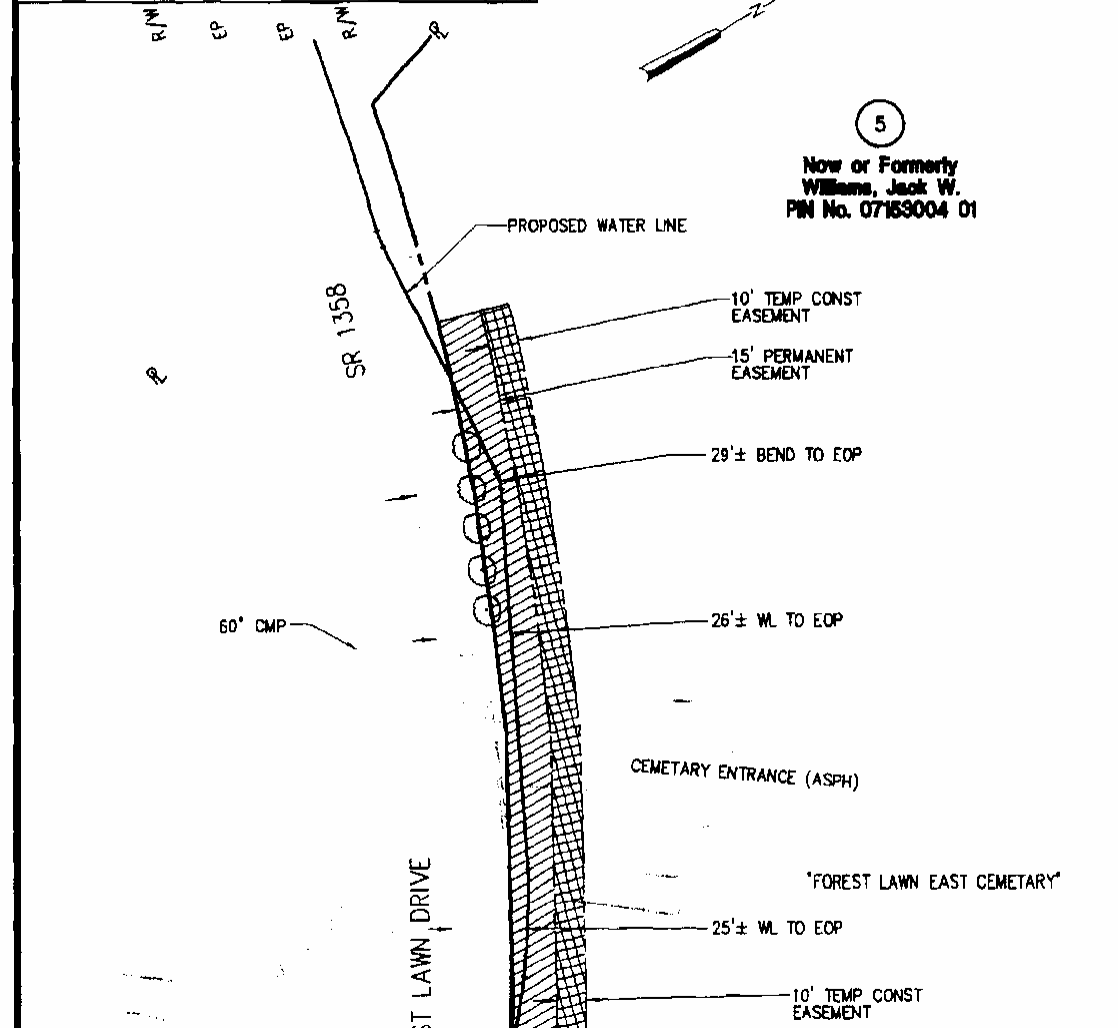 R/W
EP
EP
R/W
N
5
Now or Formerly
Williams, Jack W.
PIN No. 07153004 01
PROPOSED WATER LINE
SR 1358
10' TEMP CONST
EASEMENT
15' PERMANENT
EASEMENT
29'± BEND TO EOP
26'± WL TO EOP
60" CMP
CEMETARY ENTRANCE (ASPH)
"FOREST LAWN EAST CEMETARY"
ST LAWN DRIVE
25'± WL TO EOP
10' TEMP CONST
EASEMENT